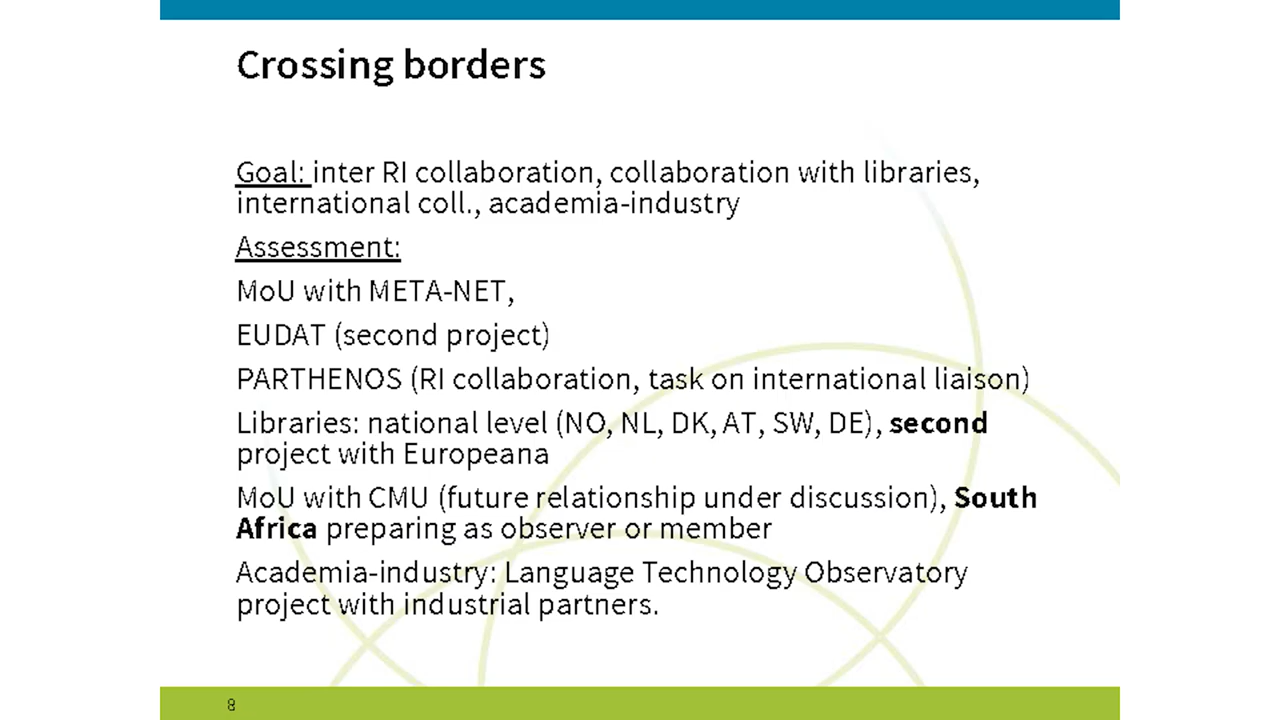 Crossing borders
Goal: inter RI collaboration, collaboration with libraries,
international coll., academia-industry
Assessment:
MoU with META-NET,
EUDAT (second project)
PARTHENOS (RI collaboration, task on international liaison)
Libraries: national level (NO, NL, DK, AT, SW, DE), second
project with Europeana
MoU with CMU (future relationship under discussion), South
Africa preparing as observer or member
Academia-industry: Language Technology Observatory
project with industrial partners.
8